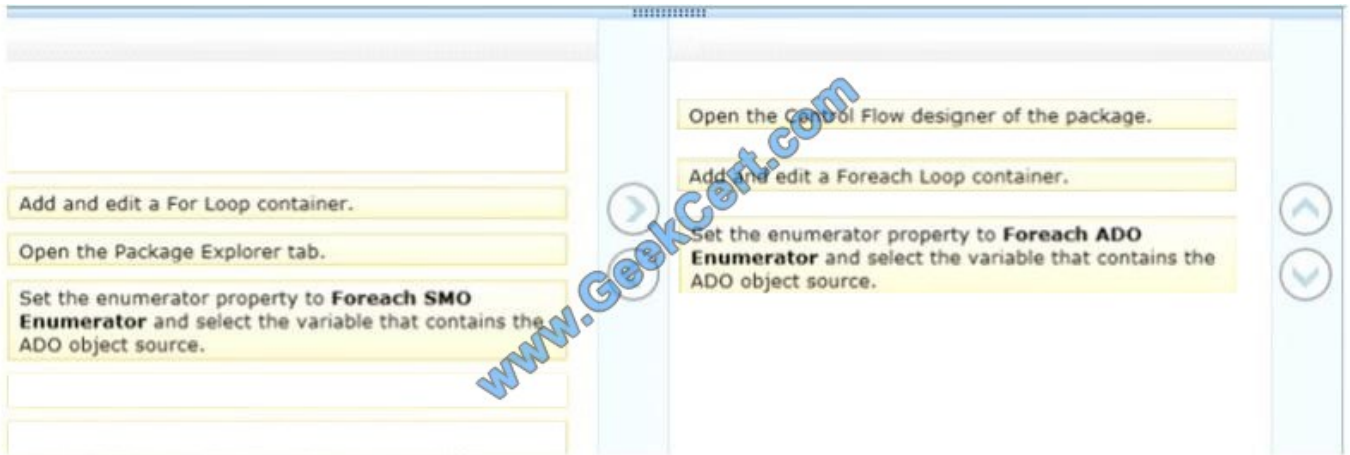 Add and edit a For Loop container.
Open the Package Explorer tab.
Set the enumerator property to Foreach SMO
Enumerator and select the variable that contains the
ADO object source.
Open the Control Flow designer of the package.
Add and edit a Foreach Loop container.
Set the enumerator property to Foreach ADO
Enumerator and select the variable that contains the
ADO object source.
www.GeekCert.com